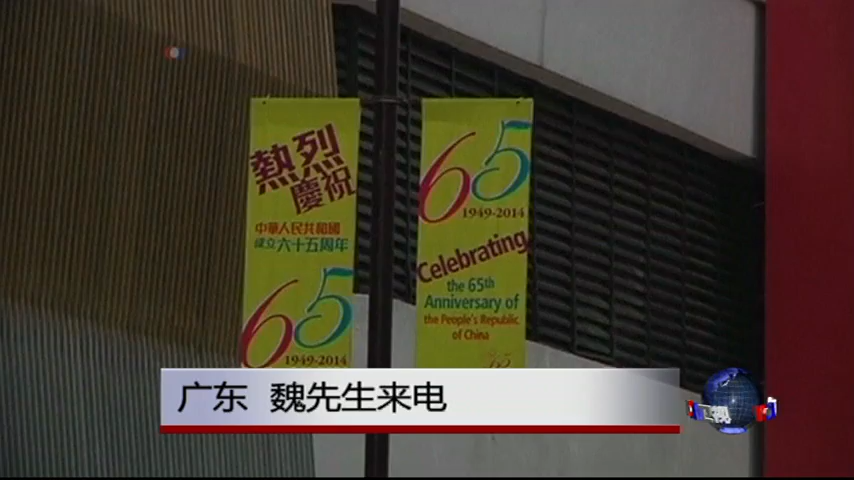 熱烈
慶祝
中華人民共和國
成立六十五周年
65
1949-2014
65
1949-2014
Celebrating
the 65th
Anniversary of
the People's Republic
of China
广东 魏先生来电